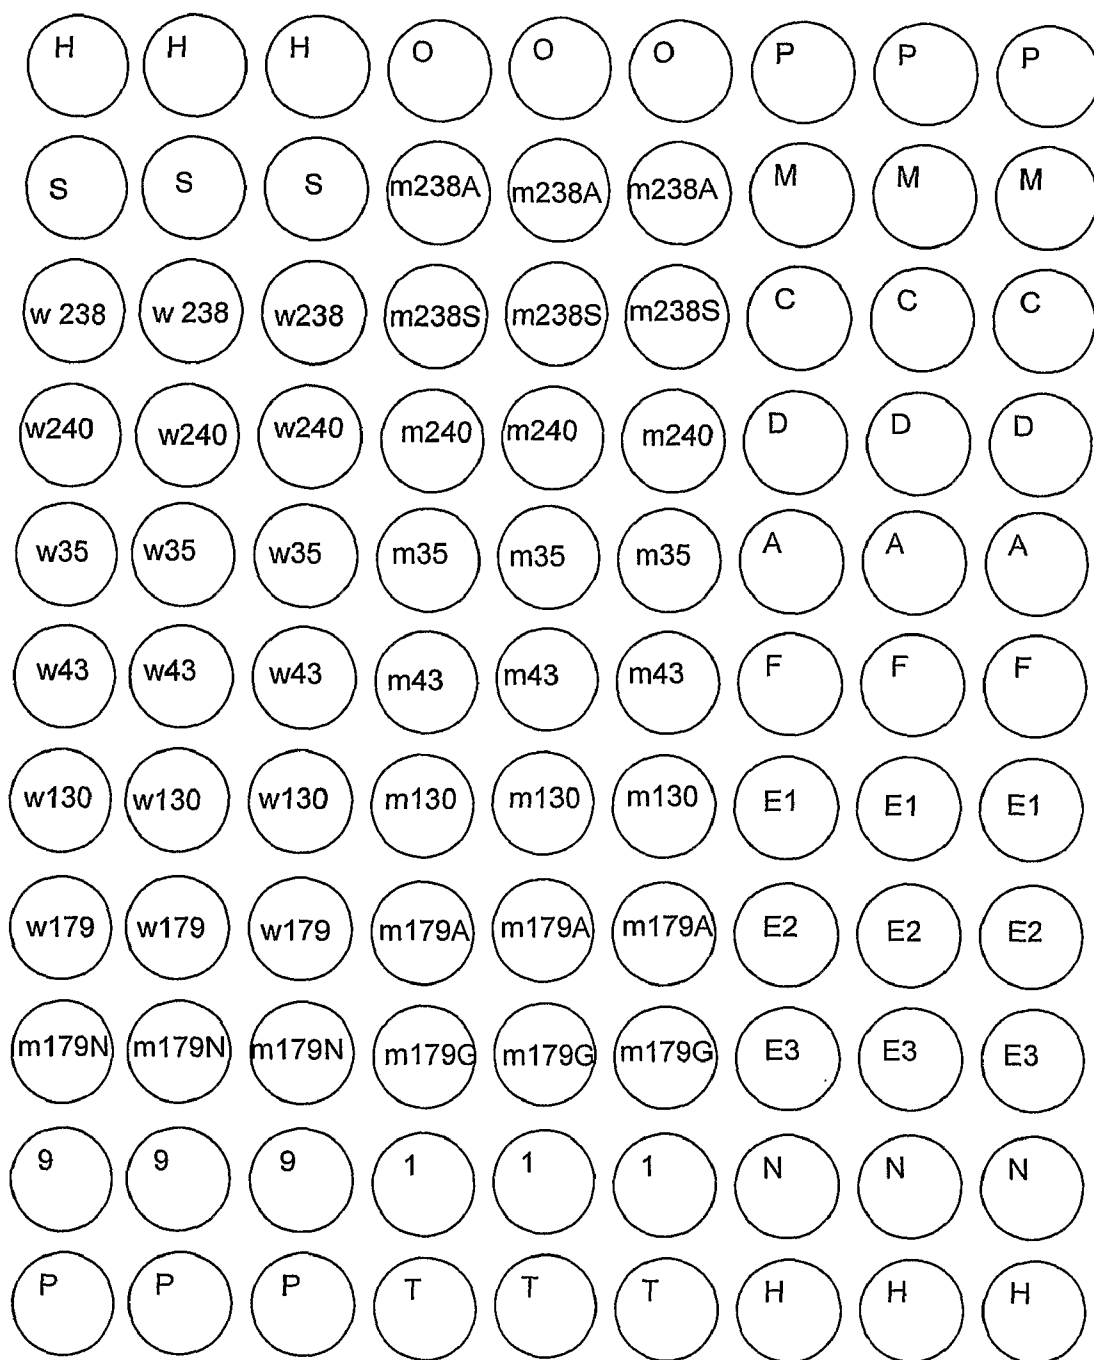 H H H O O O P P P
S S S m238A m238A m238A M M M
w 238 w 238 w238 m238S m238S m238S C C C
w240 w240 w240 m240 m240 m240 D D D
w35 w35 w35 m35 m35 m35 A A A
w43 w43 w43 m43 m43 m43 F F F
w130 w130 w130 m130 m130 m130 E1 E1 E1
w179 w179 w179 m179A m179A m179A E2 E2 E2
m179N m179N m179N m179G m179G m179G E3 E3 E3
9 9 9 1 1 1 N N N
P P P T T T H H H